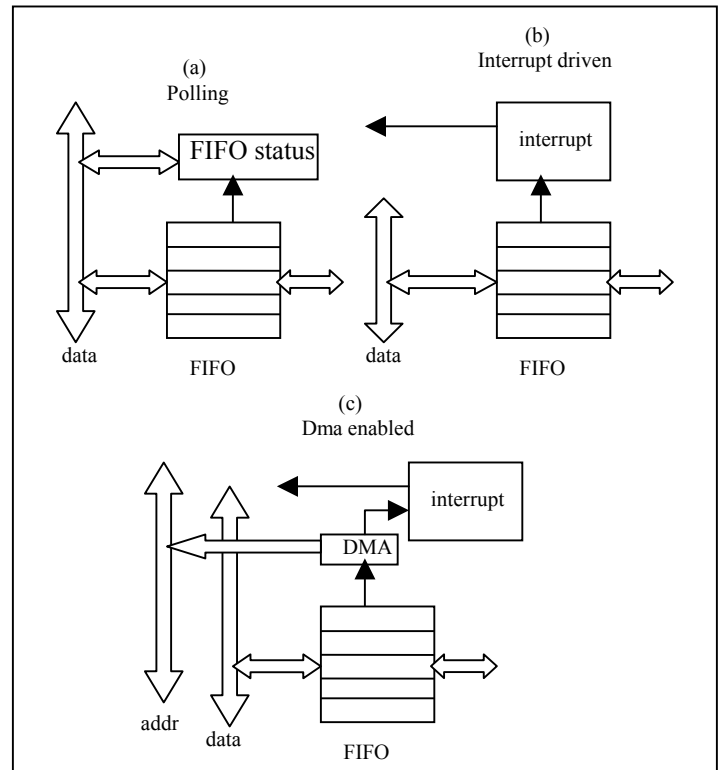 (a)
Polling
FIFO status
data
FIFO
(b)
Interrupt driven
interrupt
data
FIFO
(c)
Dma enabled
interrupt
DMA
addr
data
FIFO